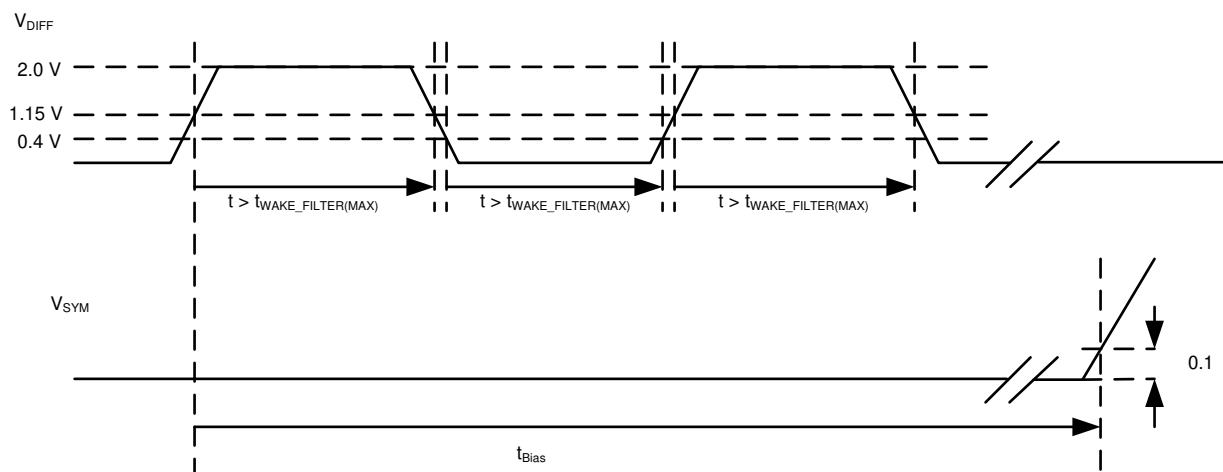 VDIFF
2.0 V
1.15 V
0.4 V
t > tWAKE_FILTER(MAX) t > tWAKE_FILTER(MAX) t > tWAKE_FILTER(MAX)
VSYM
0.1
tBias